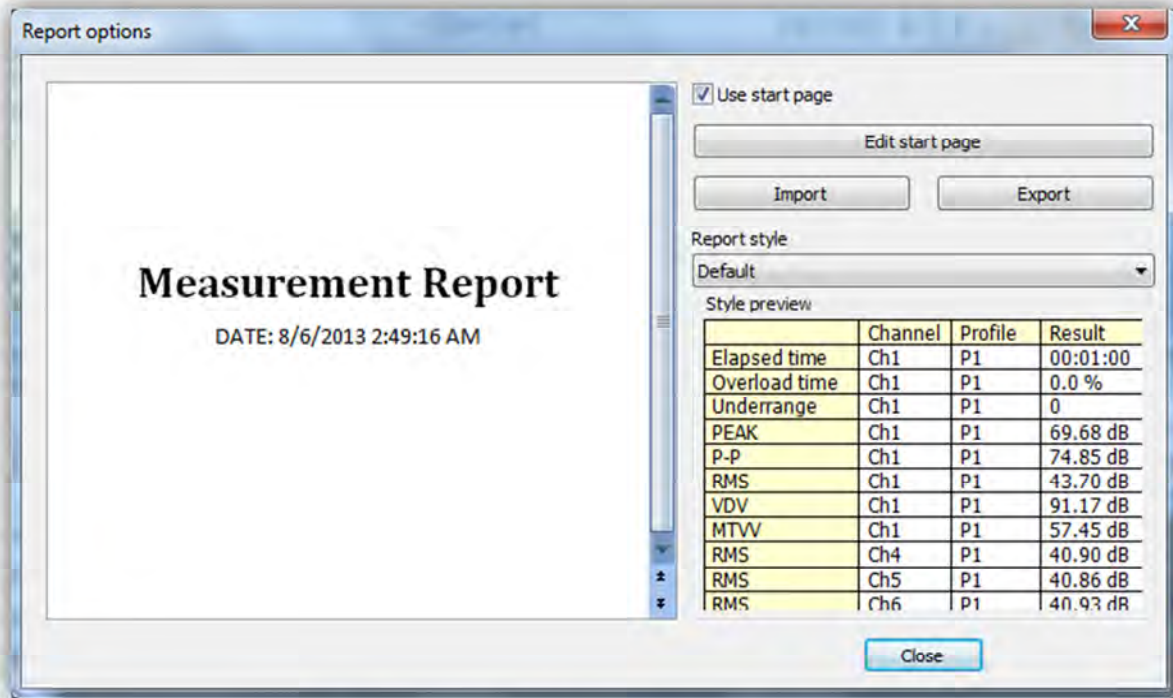 Report options
Measurement Report
DATE: 8/6/2013 2:49:16 AM
Use start page
Edit start page
Import Export
Report style
Default
Style preview
Channel Profile Result
Elapsed time Ch1 P1 00:01:00
Overload time Ch1 P1 0.0 %
Underrange Ch1 P1 0
PEAK Ch1 P1 69.68 dB
P-P Ch1 P1 74.85 dB
RMS Ch1 P1 43.70 dB
VDV Ch1 P1 91.17 dB
MTVV Ch1 P1 57.45 dB
RMS Ch4 P1 40.90 dB
RMS Ch5 P1 40.86 dB
RMS Ch6 P1 40.93 dB
Close